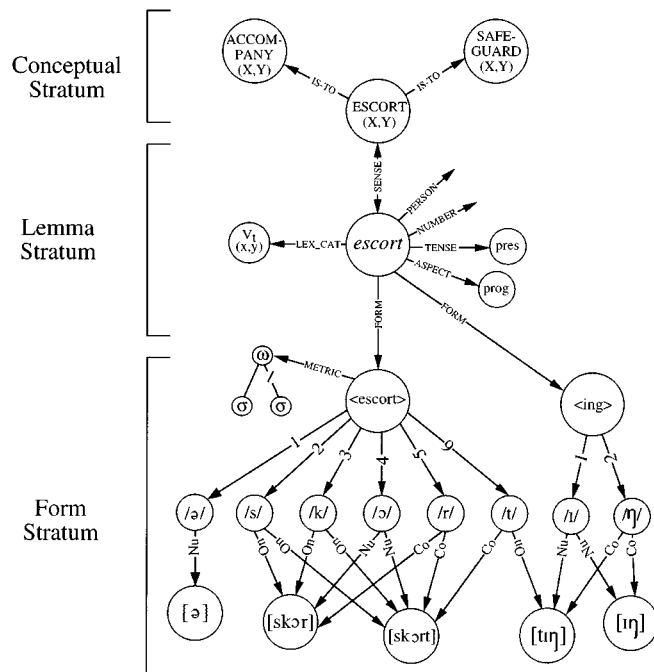 Conceptual
Stratum
ACCOM-
PANY
(X,Y)
SAFE-
GUARD
(X,Y)
IS-TO
IS-TO
ESCORT
(X,Y)
SENSE
Lemma
Stratum
PERSON
NUMBER
Vt
(x,y)
LEX_CAT
escort
TENSE
pres
ASPECT
prog
FORM
FORM
Form
Stratum
ω
METRIC
σ
σ
<escort>
<ing>
1
2
3
4
5
6
1
2
/ə/
/s/
/k/
/ɔ/
/r/
/t/
/ɪ/
/ŋ/
Nu
On
On
On
On
Nu
Nu
Co
Co
Co
On
Nu
Nu
Co
Co
[ə]
[skɔr]
[skɔrt]
[tɪŋ]
[ɪŋ]